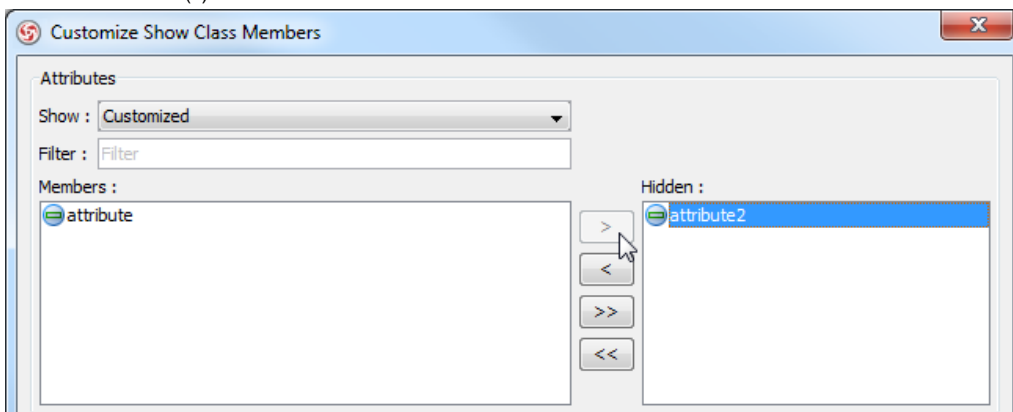 Customize Show Class Members
Attributes
Show : Customized
Filter : Filter
Members : Hidden :
attribute > attribute2
<
>>
<<